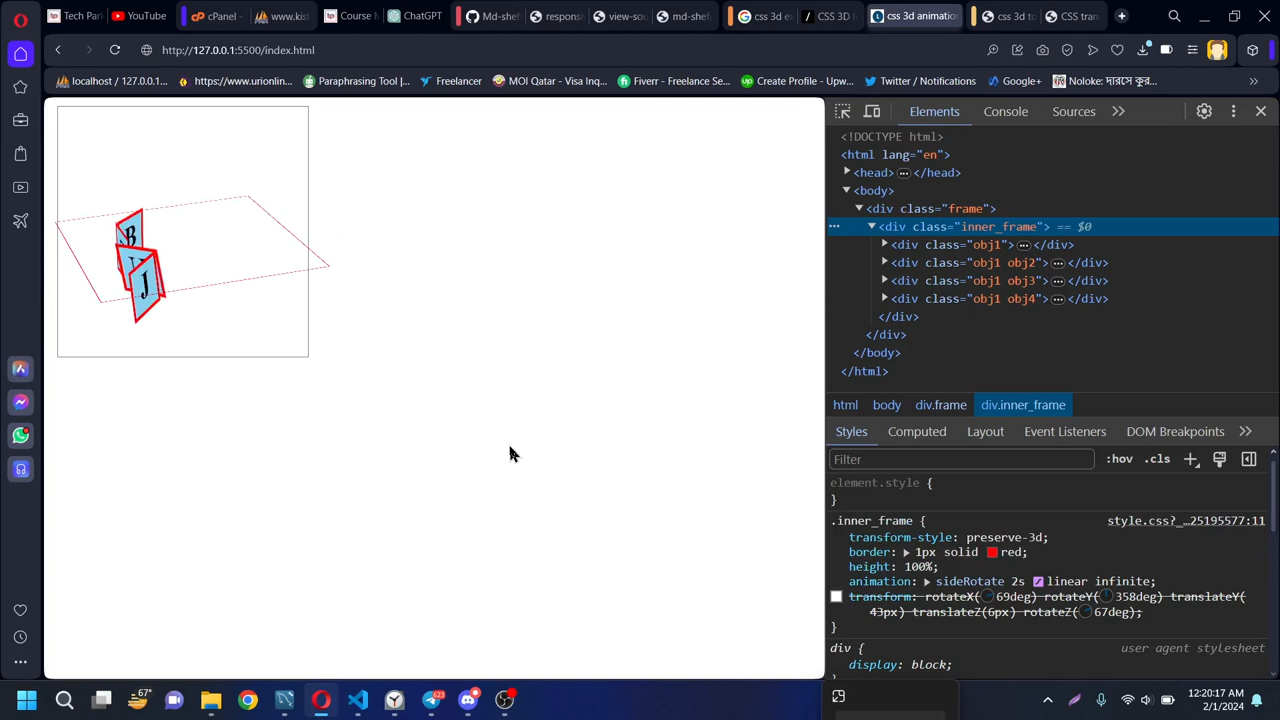 Tech Pari
YouTube
cPanel -
www.kisl
Course M
ChatGPT
Md-shef
respons
view-sou
md-shef
css 3d e
CSS 3D l
css 3d animatio
css 3d to
CSS tran
http://127.0.0.1:5500/index.html
localhost / 127.0.0.1...
https://www.urionlin...
Paraphrasing Tool |...
Freelancer
MOI Qatar - Visa Inq...
Fiverr - Freelance Se...
Create Profile - Upw...
Twitter / Notifications
Google+
B
J
Elements
Console
Sources
<!DOCTYPE html>
<html lang="en">
<head> ••• </head>
<body>
<div class="frame">
<div class="inner_frame"> == $0
<div class="obj1"> ••• </div>
<div class="obj1 obj2"> ••• </div>
<div class="obj1 obj3"> ••• </div>
<div class="obj1 obj4"> ••• </div>
</div>
</div>
</body>
</html>
html body div.frame div.inner_frame
Styles Computed Layout Event Listeners DOM Breakpoints
Filter
:hov .cls
element.style {
}
.inner_frame {
style.css?_…25195577:11
transform-style: preserve-3d;
border: 1px solid red;
height: 100%;
animation: sideRotate 2s linear infinite;
transform: rotateX( 69deg) rotateY( 358deg) translateY(
43px) translateZ(6px) rotateZ( 67deg);
}
div {
user agent stylesheet
display: block;
67°
623
12:20:17 AM
2/1/2024